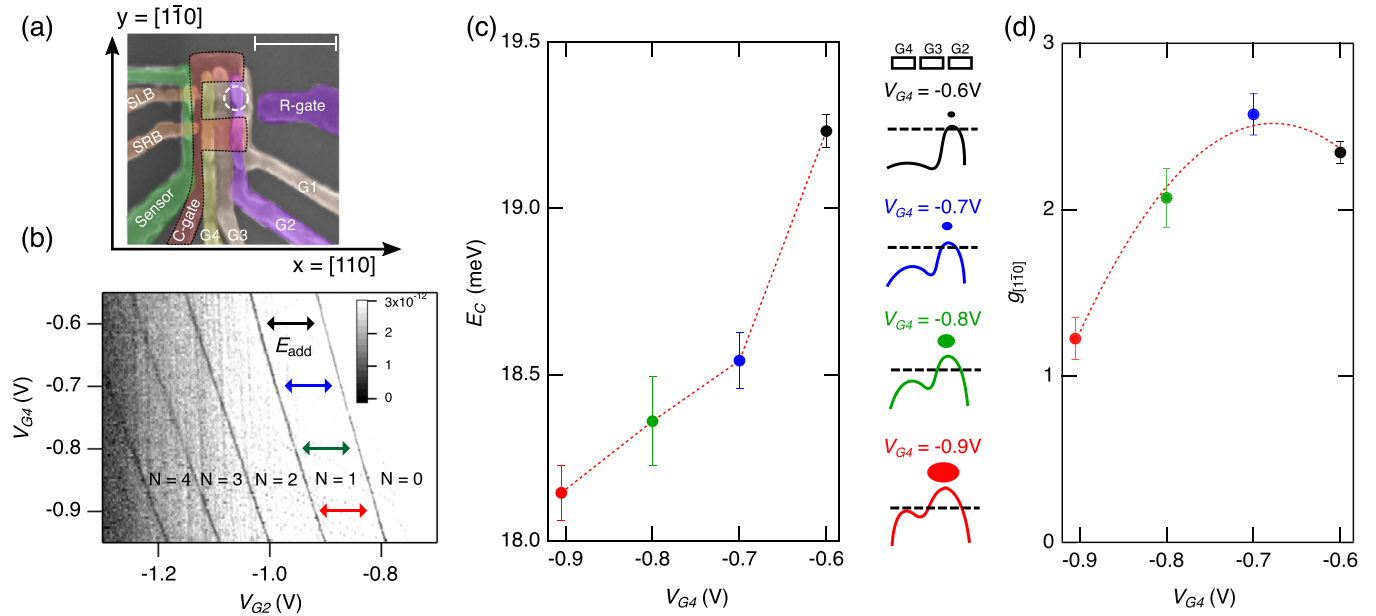 (a)
y = [11̅0]
SLB
SRB
Sensor
C-gate
G4
G3
G2
G1
R-gate
x = [110]
(b)
-0.6
-0.7
-0.8
-0.9
V_G4 (V)
E_add
3x10^-12
2
1
0
N = 4
N = 3
N = 2
N = 1
N = 0
-1.2
-1.0
-0.8
V_G2 (V)
(c)
19.5
19.0
18.5
18.0
E_C (meV)
-0.9
-0.8
-0.7
-0.6
V_G4 (V)
G4 G3 G2
V_G4 = -0.6V
V_G4 = -0.7V
V_G4 = -0.8V
V_G4 = -0.9V
(d)
3
2
1
0
g_[11̅0]
-0.9
-0.8
-0.7
-0.6
V_G4 (V)